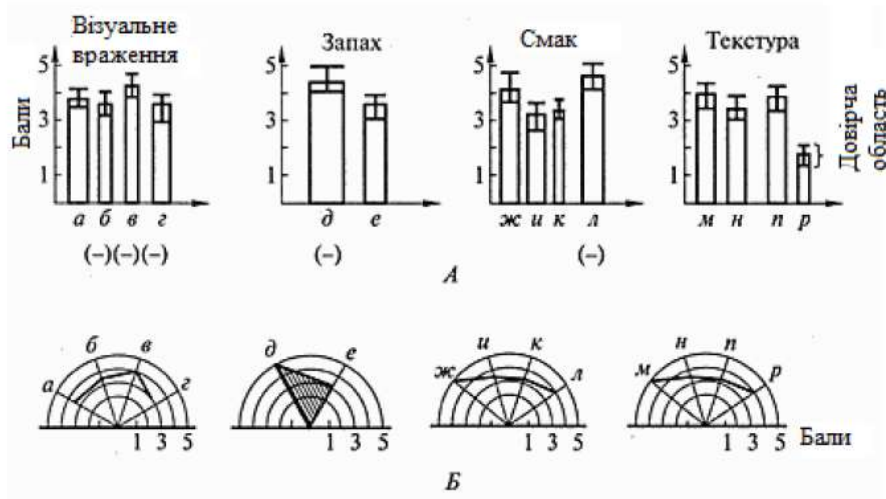 Візуальне
враження
Запах
Смак
Текстура
Бали
5
3
1
5
3
1
5
3
1
5
3
1
Довірча
область
а б в г
д е
ж и к л
м н п р
(–)(–)(–)
(–)
(–)
А
а б в г
д е
ж и к л
м н п р
1 3 5
1 3 5
1 3 5
1 3 5
Бали
Б